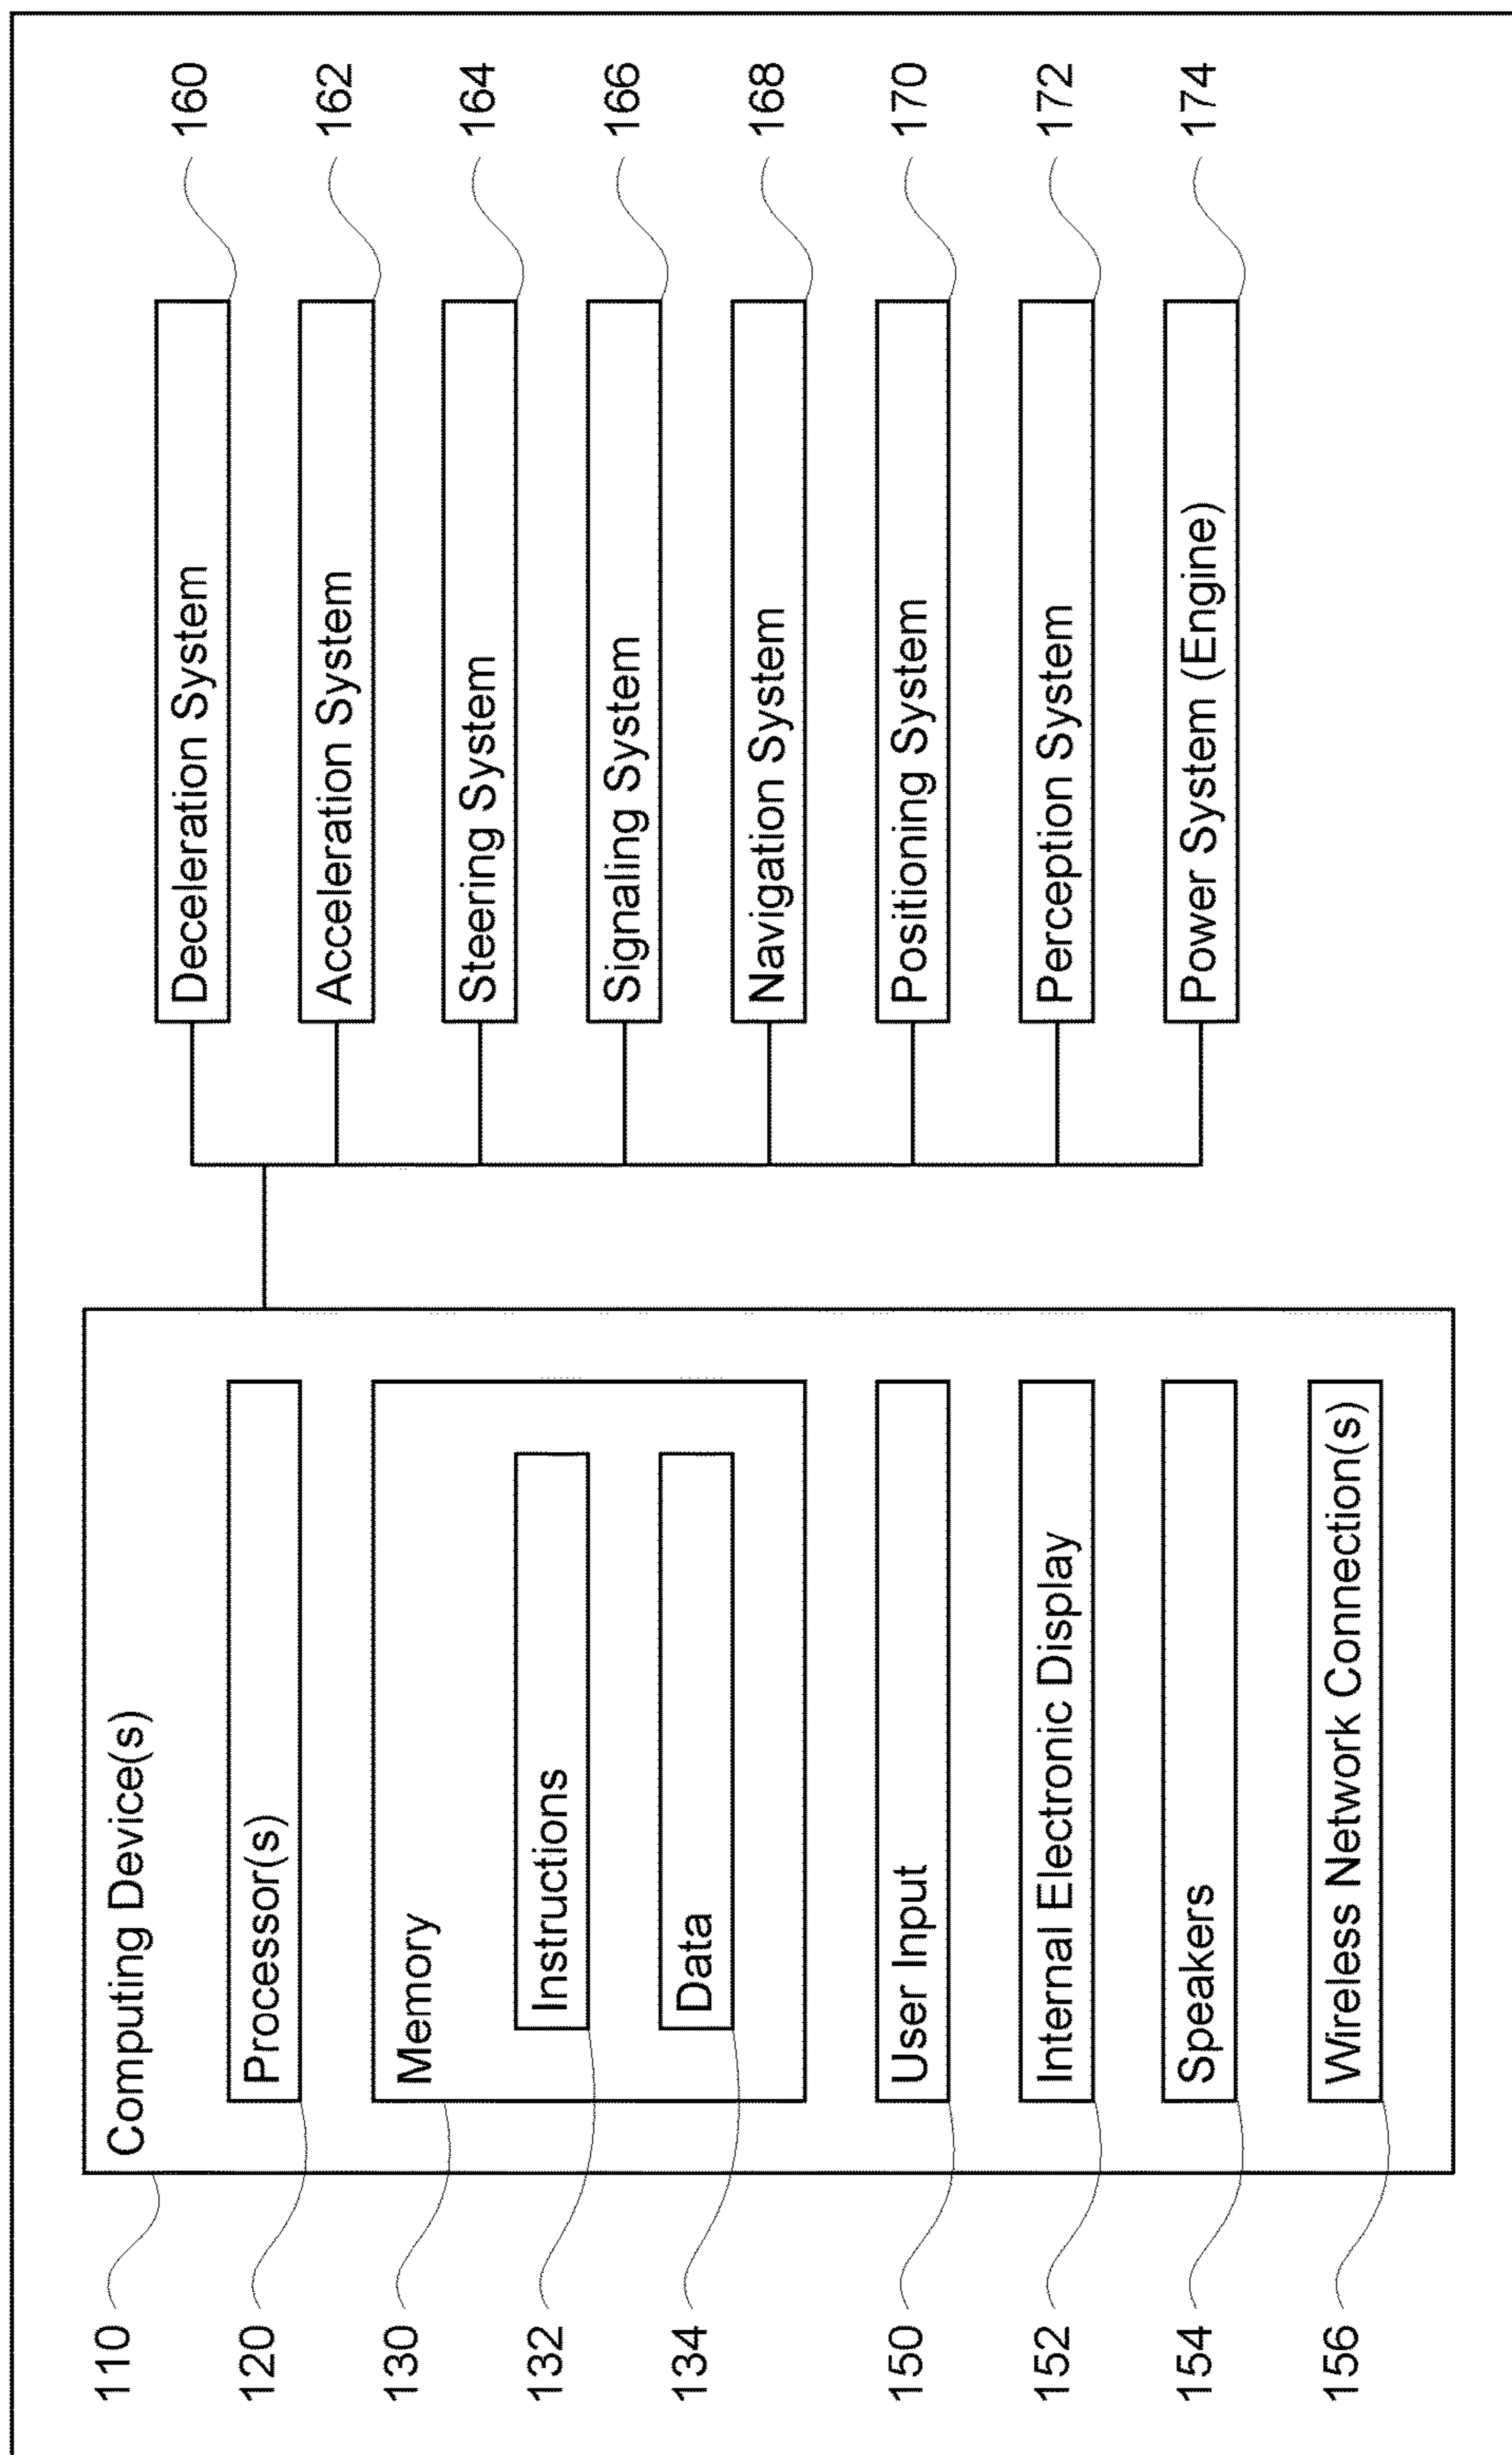 110
Computing Device(s)
120
Processor(s)
130
Memory
132
Instructions
134
Data
150
User Input
152
Internal Electronic Display
154
Speakers
156
Wireless Network Connection(s)
Deceleration System
160
Acceleration System
162
Steering System
164
Signaling System
166
Navigation System
168
Positioning System
170
Perception System
172
Power System (Engine)
174